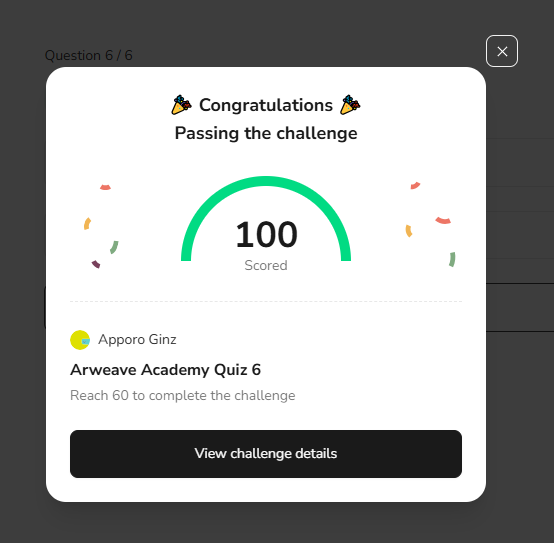 Question 6 / 6
Congratulations
Passing the challenge
100
Scored
Apporo Ginz
Arweave Academy Quiz 6
Reach 60 to complete the challenge
View challenge details